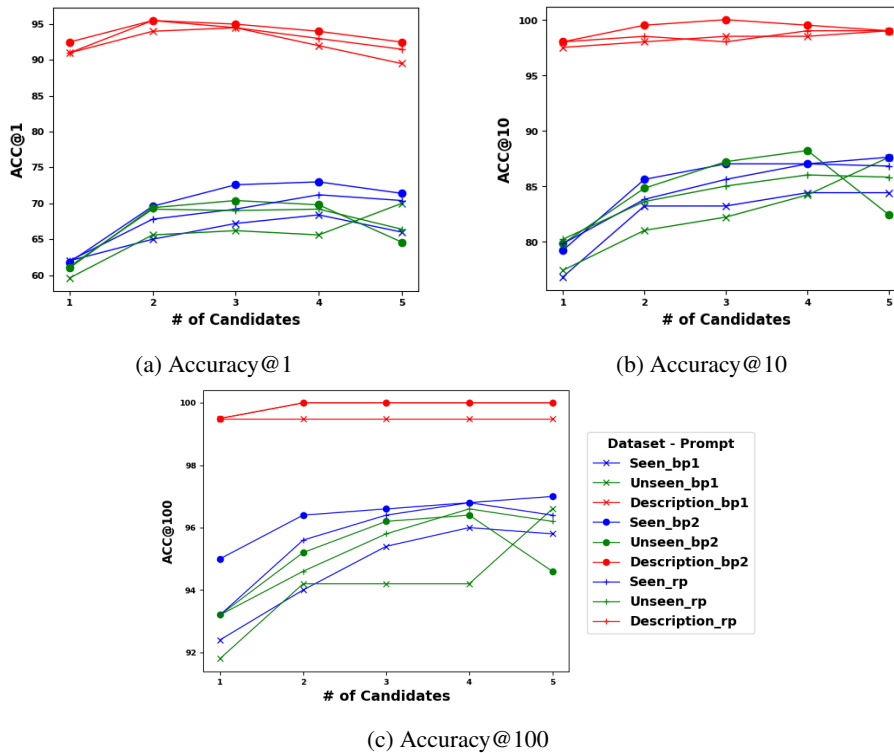 95
90
85
80
75
70
65
60
ACC@1
1 2 3 4 5
# of Candidates
(a) Accuracy@1
100
95
90
85
80
ACC@10
1 2 3 4 5
# of Candidates
(b) Accuracy@10
100
98
96
94
92
ACC@100
1 2 3 4 5
# of Candidates
Dataset - Prompt
Seen_bp1
Unseen_bp1
Description_bp1
Seen_bp2
Unseen_bp2
Description_bp2
Seen_rp
Unseen_rp
Description_rp
(c) Accuracy@100